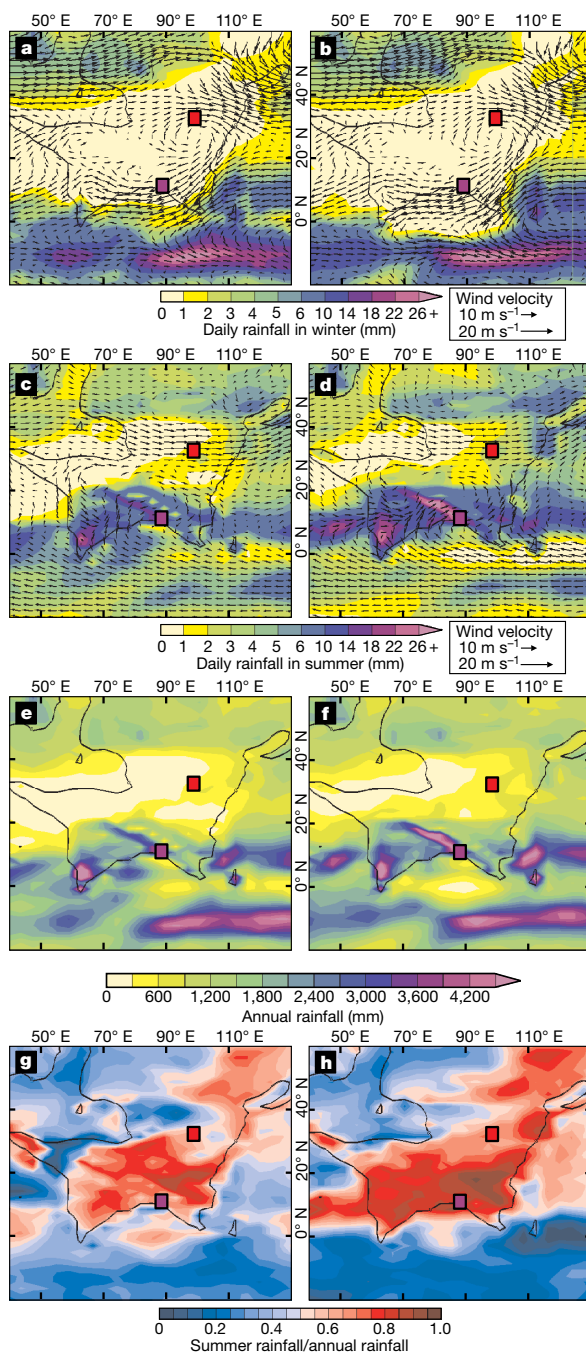 50° E 70° E 90° E 110° E 50° E 70° E 90° E 110° E
a b
40° N
20° N
0° N
0 1 2 3 4 5 6 10 14 18 22 26+
Daily rainfall in winter (mm)
Wind velocity
10 m s⁻¹
20 m s⁻¹
50° E 70° E 90° E 110° E 50° E 70° E 90° E 110° E
c d
40° N
20° N
0° N
0 1 2 3 4 5 6 10 14 18 22 26+
Daily rainfall in summer (mm)
Wind velocity
10 m s⁻¹
20 m s⁻¹
50° E 70° E 90° E 110° E 50° E 70° E 90° E 110° E
e f
40° N
20° N
0° N
0 600 1,200 1,800 2,400 3,000 3,600 4,200
Annual rainfall (mm)
50° E 70° E 90° E 110° E 50° E 70° E 90° E 110° E
g h
40° N
20° N
0° N
0 0.2 0.4 0.6 0.8 1.0
Summer rainfall/annual rainfall